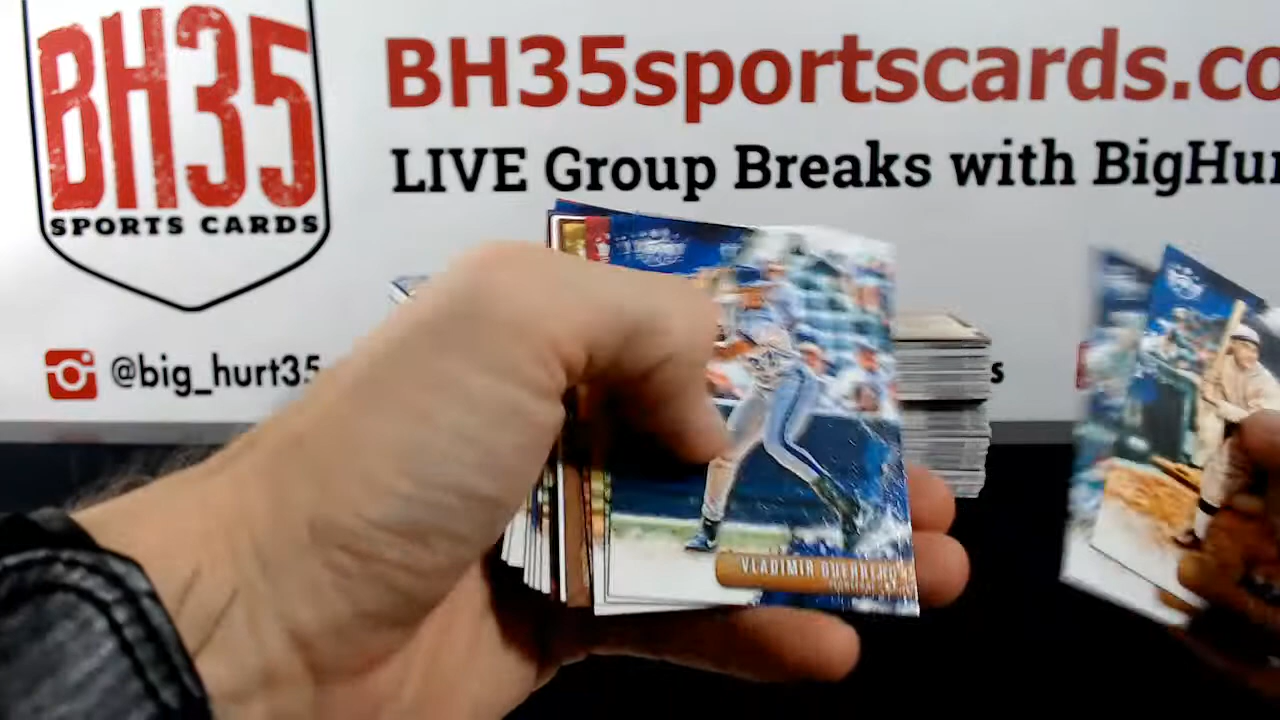 BH35
SPORTS CARDS
@big_hurt35
BH35sportscards.co
LIVE Group Breaks with BigHur
s
VLADIMIR GUERRERO